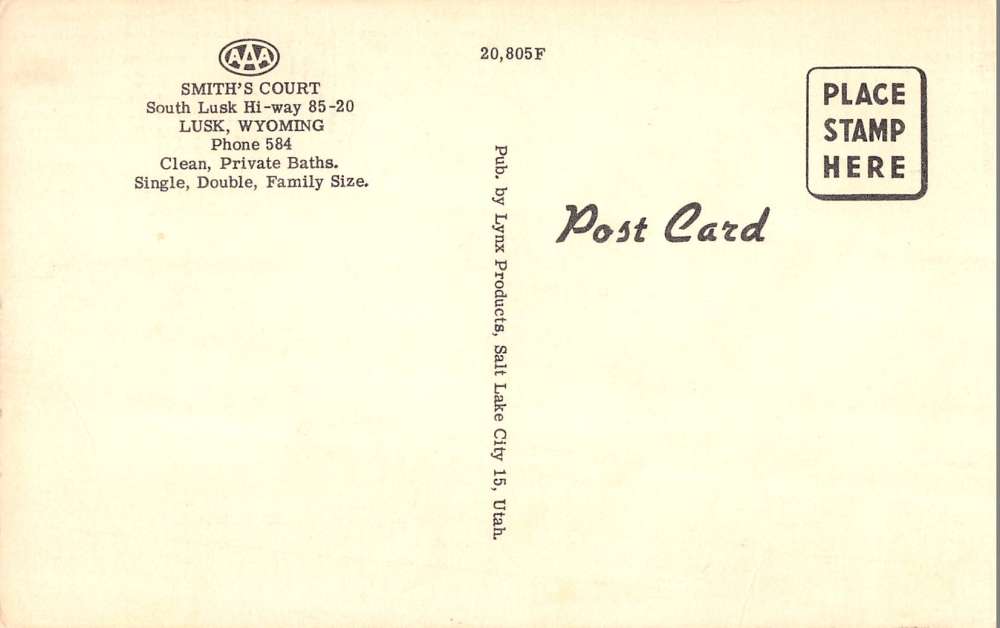 AAA
SMITH'S COURT
South Lusk Hi-way 85-20
LUSK, WYOMING
Phone 584
Clean, Private Baths.
Single, Double, Family Size.
20,805F
Pub. by Lynx Products, Salt Lake City 15, Utah.
Post Card
PLACE
STAMP
HERE